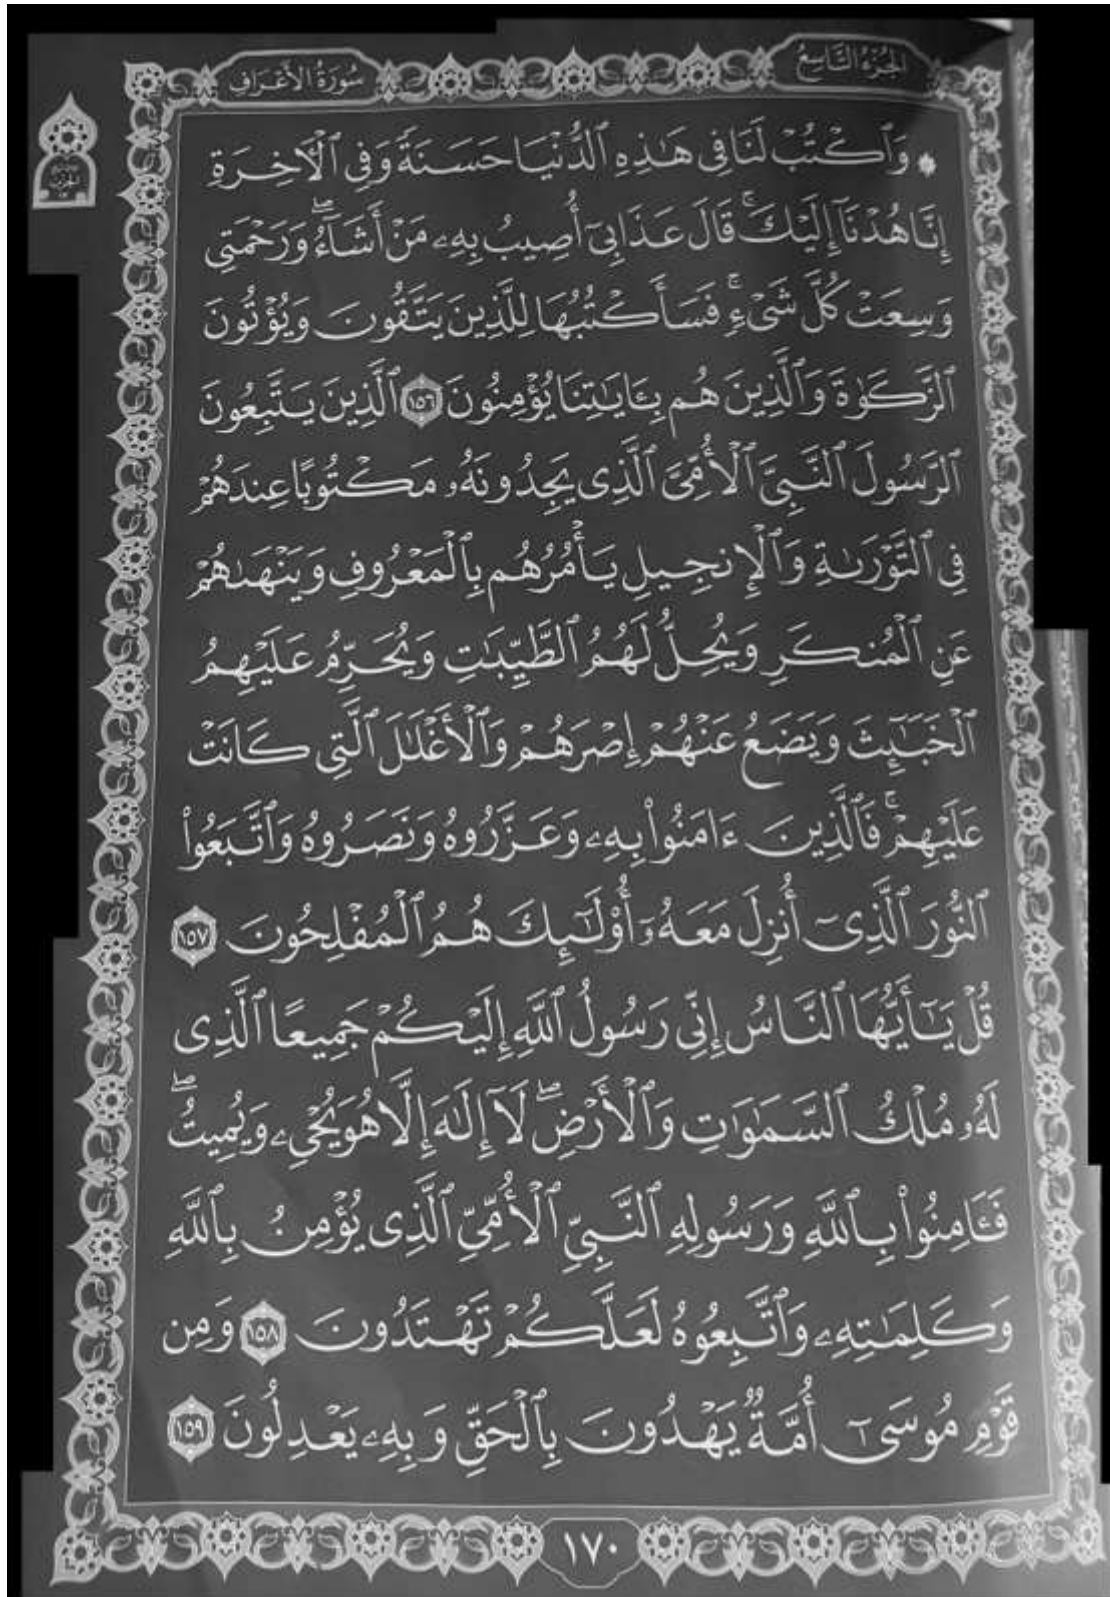 الجزء التاسع
سورة الأعراف
۞ وَٱكۡتُبۡ لَنَا فِي هَٰذِهِ ٱلدُّنۡيَا حَسَنَةٗ وَفِي ٱلۡأٓخِرَةِ
إِنَّا هُدۡنَآ إِلَيۡكَۚ قَالَ عَذَابِيٓ أُصِيبُ بِهِۦ مَنۡ أَشَآءُۖ وَرَحۡمَتِي
وَسِعَتۡ كُلَّ شَيۡءٖۚ فَسَأَكۡتُبُهَا لِلَّذِينَ يَتَّقُونَ وَيُؤۡتُونَ
ٱلزَّكَوٰةَ وَٱلَّذِينَ هُم بِـَٔايَٰتِنَا يُؤۡمِنُونَ ١٥٦ ٱلَّذِينَ يَتَّبِعُونَ
ٱلرَّسُولَ ٱلنَّبِيَّ ٱلۡأُمِّيَّ ٱلَّذِي يَجِدُونَهُۥ مَكۡتُوبًا عِندَهُمۡ
فِي ٱلتَّوۡرَىٰةِ وَٱلۡإِنجِيلِ يَأۡمُرُهُم بِٱلۡمَعۡرُوفِ وَيَنۡهَىٰهُمۡ
عَنِ ٱلۡمُنكَرِ وَيُحِلُّ لَهُمُ ٱلطَّيِّبَٰتِ وَيُحَرِّمُ عَلَيۡهِمُ
ٱلۡخَبَٰٓئِثَ وَيَضَعُ عَنۡهُمۡ إِصۡرَهُمۡ وَٱلۡأَغۡلَٰلَ ٱلَّتِي كَانَتۡ
عَلَيۡهِمۡۚ فَٱلَّذِينَ ءَامَنُواْ بِهِۦ وَعَزَّرُوهُ وَنَصَرُوهُ وَٱتَّبَعُواْ
ٱلنُّورَ ٱلَّذِيٓ أُنزِلَ مَعَهُۥٓ أُوْلَٰٓئِكَ هُمُ ٱلۡمُفۡلِحُونَ ١٥٧
قُلۡ يَٰٓأَيُّهَا ٱلنَّاسُ إِنِّي رَسُولُ ٱللَّهِ إِلَيۡكُمۡ جَمِيعًا ٱلَّذِي
لَهُۥ مُلۡكُ ٱلسَّمَٰوَٰتِ وَٱلۡأَرۡضِۖ لَآ إِلَٰهَ إِلَّا هُوَ يُحۡيِۦ وَيُمِيتُۖ
فَـَٔامِنُواْ بِٱللَّهِ وَرَسُولِهِ ٱلنَّبِيِّ ٱلۡأُمِّيِّ ٱلَّذِي يُؤۡمِنُ بِٱللَّهِ
وَكَلِمَٰتِهِۦ وَٱتَّبِعُوهُ لَعَلَّكُمۡ تَهۡتَدُونَ ١٥٨ وَمِن
قَوۡمِ مُوسَىٰٓ أُمَّةٞ يَهۡدُونَ بِٱلۡحَقِّ وَبِهِۦ يَعۡدِلُونَ ١٥٩
١٧٠